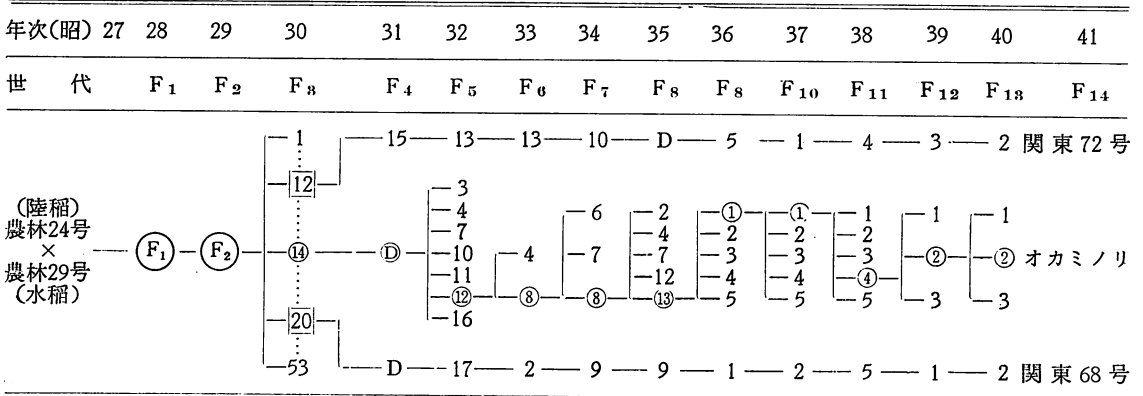 年次(昭) 27 28 29 30 31 32 33 34 35 36 37 38 39 40 41
世代 F₁ F₂ F₃ F₄ F₅ F₆ F₇ F₈ F₈ F₁₀ F₁₁ F₁₂ F₁₃ F₁₄
1 15 13 13 10 D 5 1 4 3 2 関東72号
12
3
4 6 2 ① ① 1 1 1
(陸稲)
農林24号
×
農林29号
(水稲)
F₁ F₂ ⑭ Ⓓ
7 4 2 2 2
10 4 7 7 3 3 3 ② ② オカミノリ
11 12 4 4 ④
⑫ ⑧ ⑧ ⑬ 5 5 5 3 3
16
20
53 D 17 2 9 9 1 2 5 1 2 関東68号